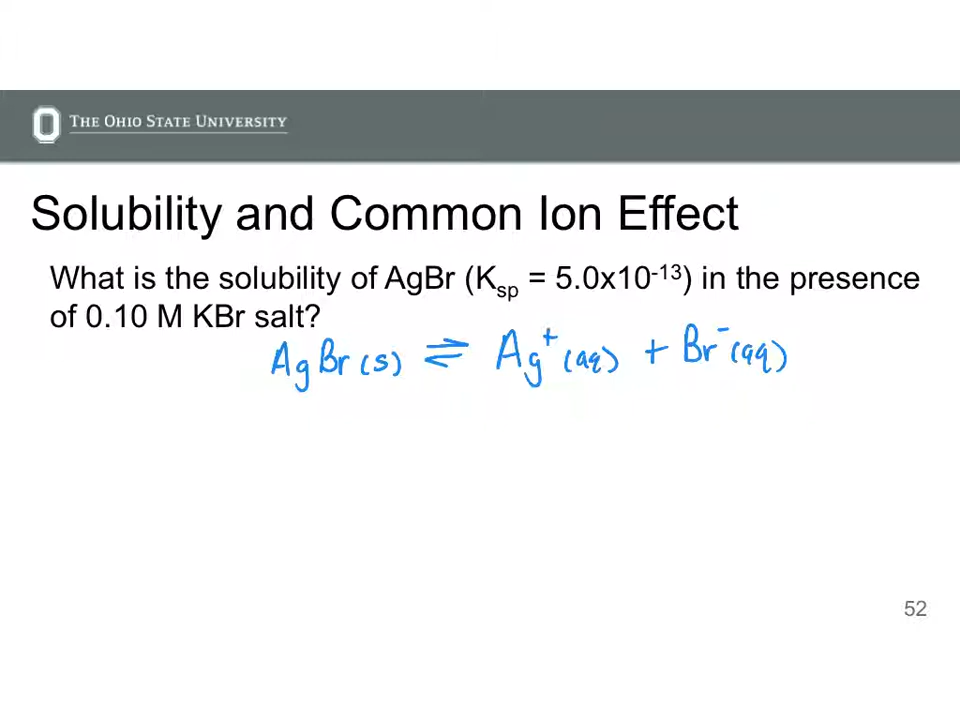 THE OHIO STATE UNIVERSITY
Solubility and Common Ion Effect
What is the solubility of AgBr (Ksp = 5.0x10⁻¹³) in the presence
of 0.10 M KBr salt?
AgBr(s) ⇌ Ag⁺(aq) + Br⁻(aq)
52